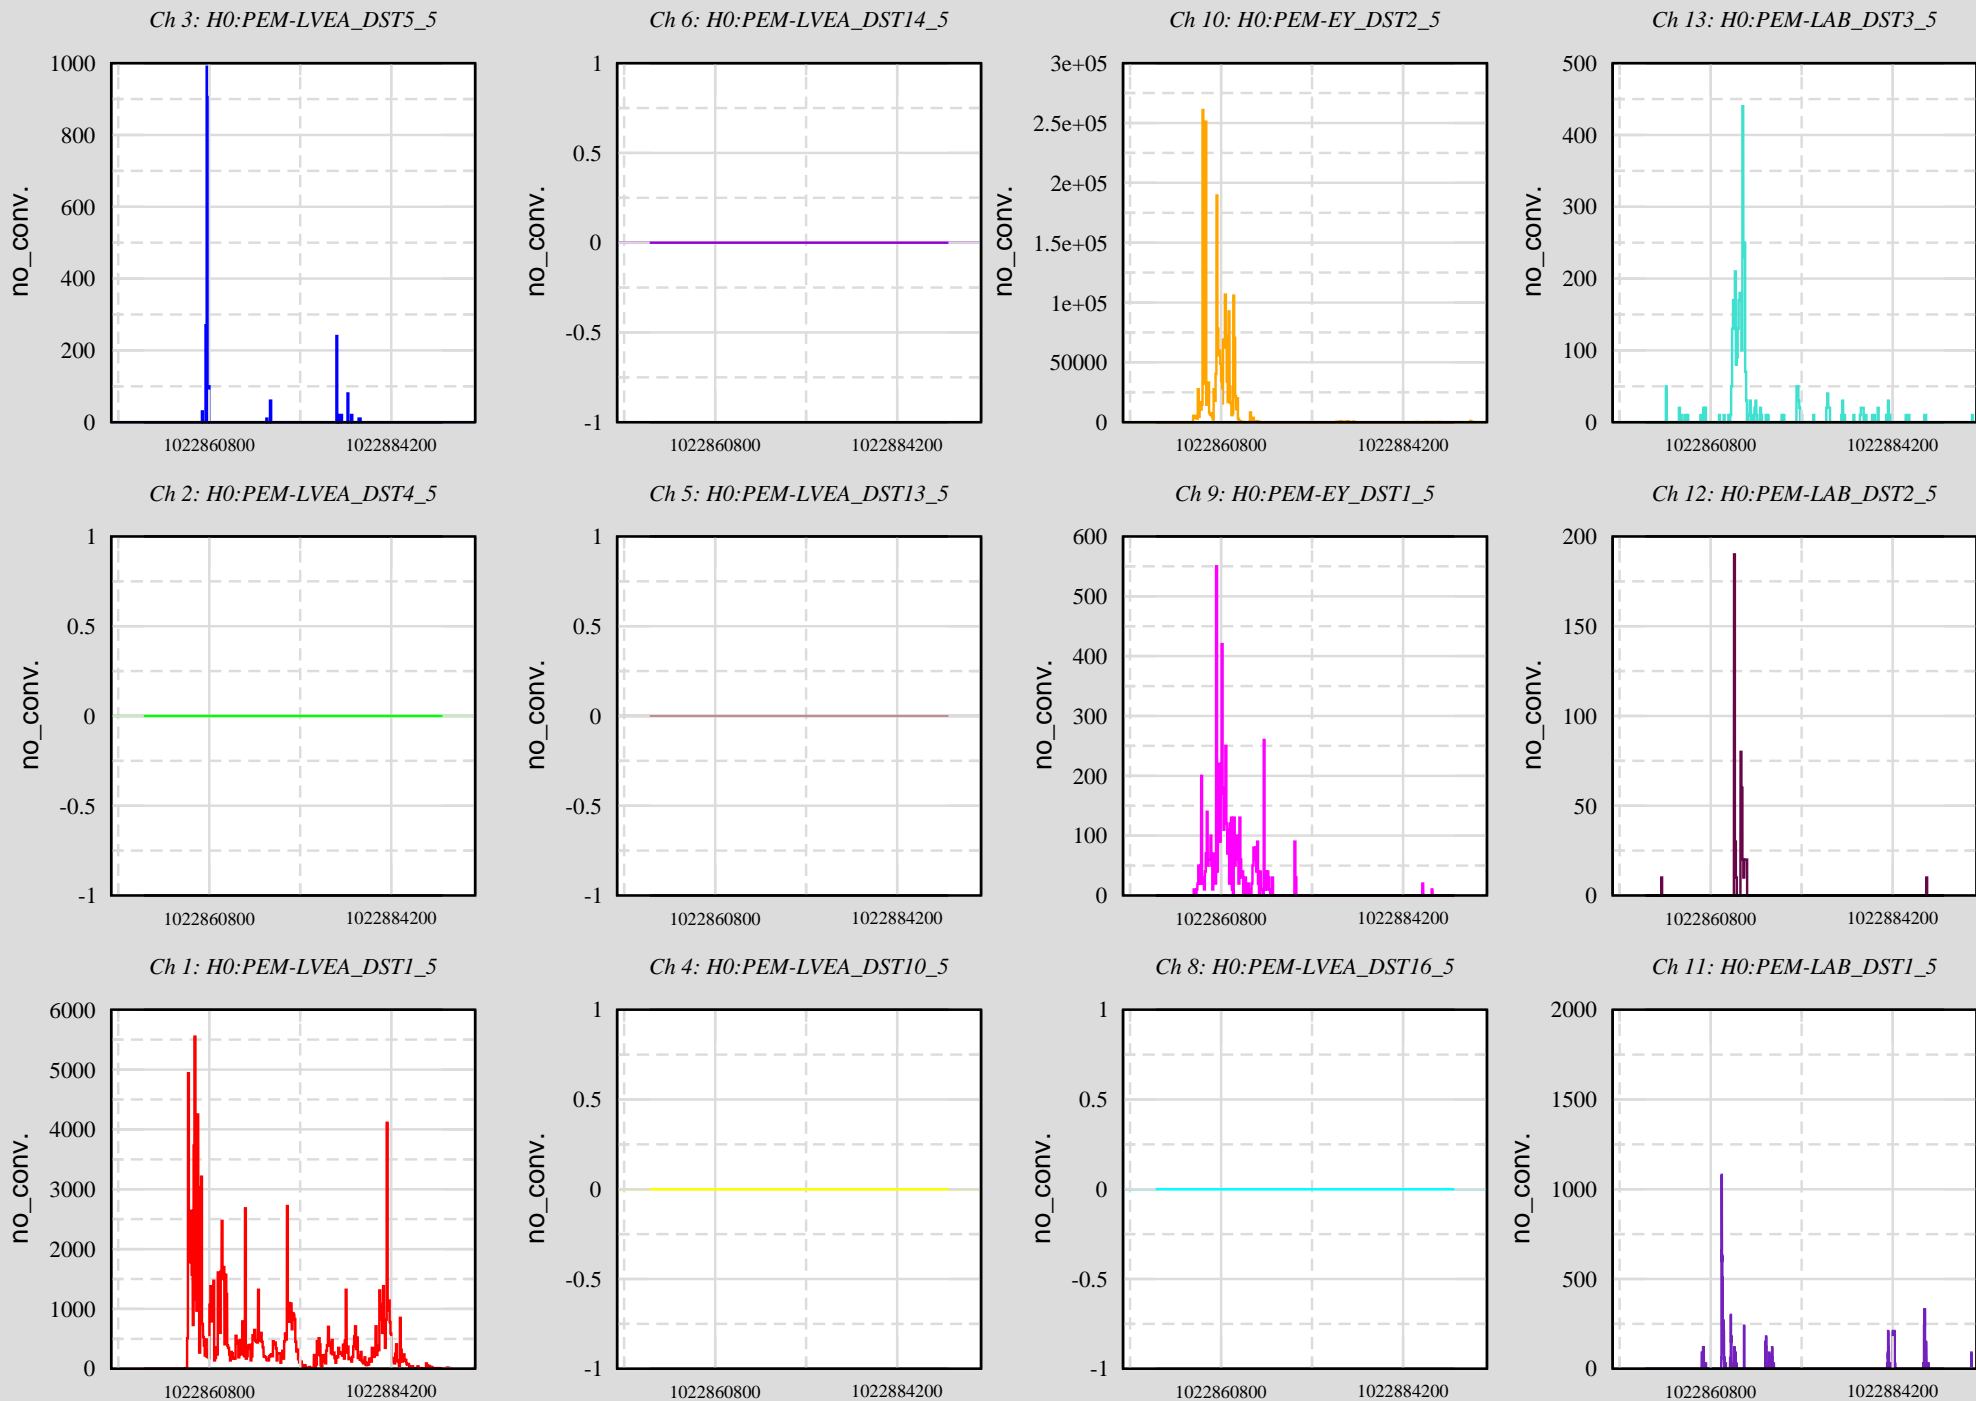 Ch 3: H0:PEM-LVEA_DST5_5
1000
800
600
400
200
0
no_conv.
1022860800 1022884200
Ch 6: H0:PEM-LVEA_DST14_5
1
0.5
0
-0.5
-1
no_conv.
1022860800 1022884200
Ch 10: H0:PEM-EY_DST2_5
3e+05
2.5e+05
2e+05
1.5e+05
1e+05
50000
0
no_conv.
1022860800 1022884200
Ch 13: H0:PEM-LAB_DST3_5
500
400
300
200
100
0
no_conv.
1022860800 1022884200
Ch 2: H0:PEM-LVEA_DST4_5
1
0.5
0
-0.5
-1
no_conv.
1022860800 1022884200
Ch 5: H0:PEM-LVEA_DST13_5
1
0.5
0
-0.5
-1
no_conv.
1022860800 1022884200
Ch 9: H0:PEM-EY_DST1_5
600
500
400
300
200
100
0
no_conv.
1022860800 1022884200
Ch 12: H0:PEM-LAB_DST2_5
200
150
100
50
0
no_conv.
1022860800 1022884200
Ch 1: H0:PEM-LVEA_DST1_5
6000
5000
4000
3000
2000
1000
0
no_conv.
1022860800 1022884200
Ch 4: H0:PEM-LVEA_DST10_5
1
0.5
0
-0.5
-1
no_conv.
1022860800 1022884200
Ch 8: H0:PEM-LVEA_DST16_5
1
0.5
0
-0.5
-1
no_conv.
1022860800 1022884200
Ch 11: H0:PEM-LAB_DST1_5
2000
1500
1000
500
0
no_conv.
1022860800 1022884200